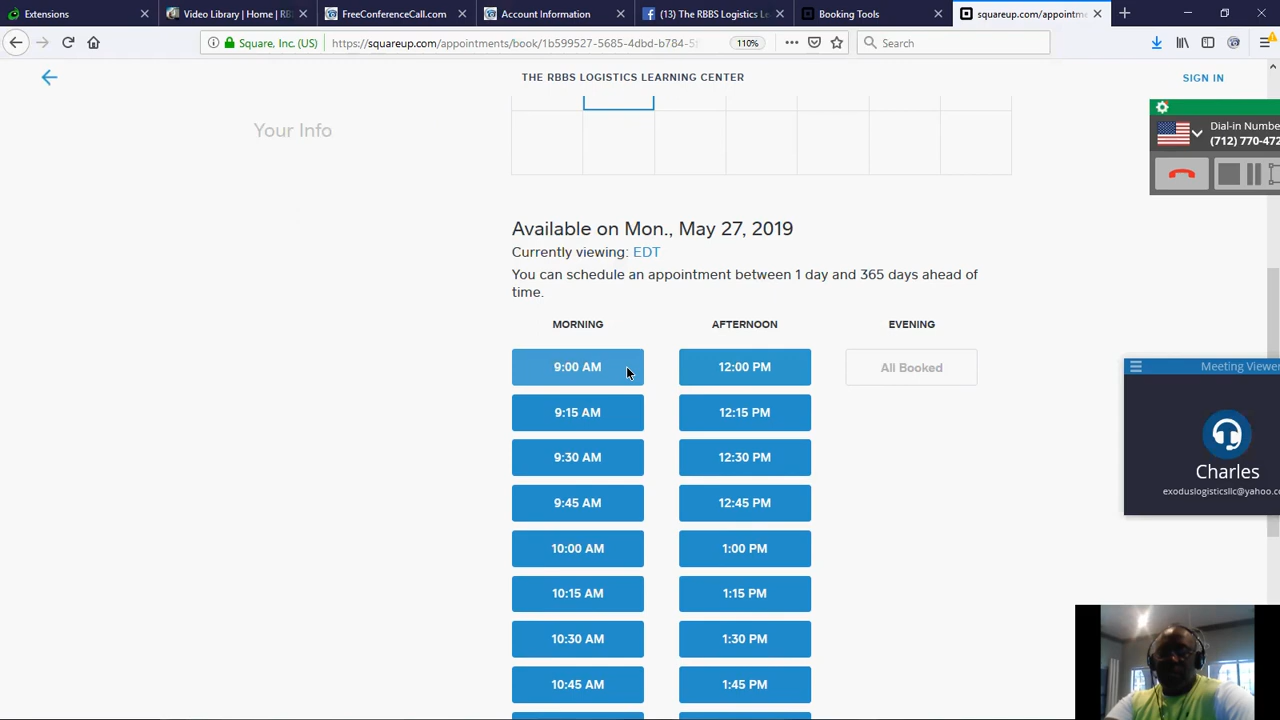 Extensions
Video Library | Home | RB
FreeConferenceCall.com
Account Information
(13) The RBBS Logistics Le
Booking Tools
squareup.com/appointm
Square, Inc. (US)
https://squareup.com/appointments/book/1b599527-5685-4dbd-b784-5
110%
Search
THE RBBS LOGISTICS LEARNING CENTER
SIGN IN
Your Info
Dial-in Numbe
(712) 770-472
Available on Mon., May 27, 2019
Currently viewing: EDT
You can schedule an appointment between 1 day and 365 days ahead of
time.
MORNING
AFTERNOON
EVENING
9:00 AM
12:00 PM
All Booked
9:15 AM
12:15 PM
9:30 AM
12:30 PM
9:45 AM
12:45 PM
10:00 AM
1:00 PM
10:15 AM
1:15 PM
10:30 AM
1:30 PM
10:45 AM
1:45 PM
Meeting Viewer
Charles
exoduslogisticsllc@yahoo.c